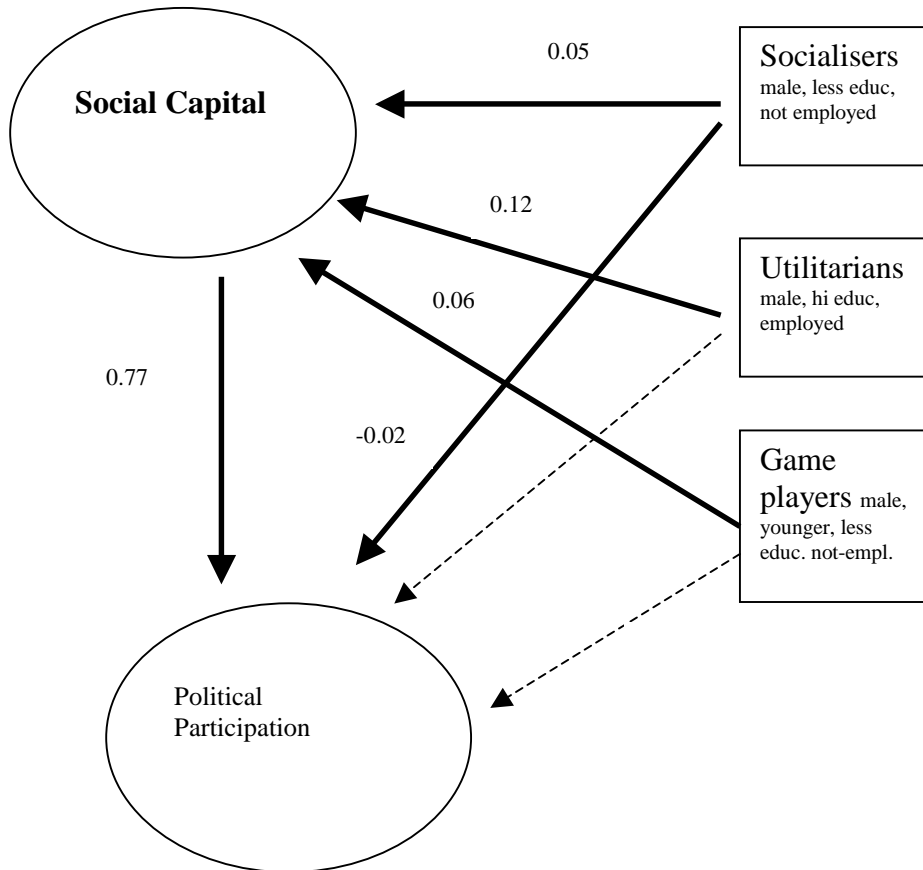 0.05
Socialisers
male, less educ,
not employed
Social Capital
0.12
Utilitarians
male, hi educ,
employed
0.06
0.77
-0.02
Game
players male,
younger, less
educ. not-empl.
Political
Participation